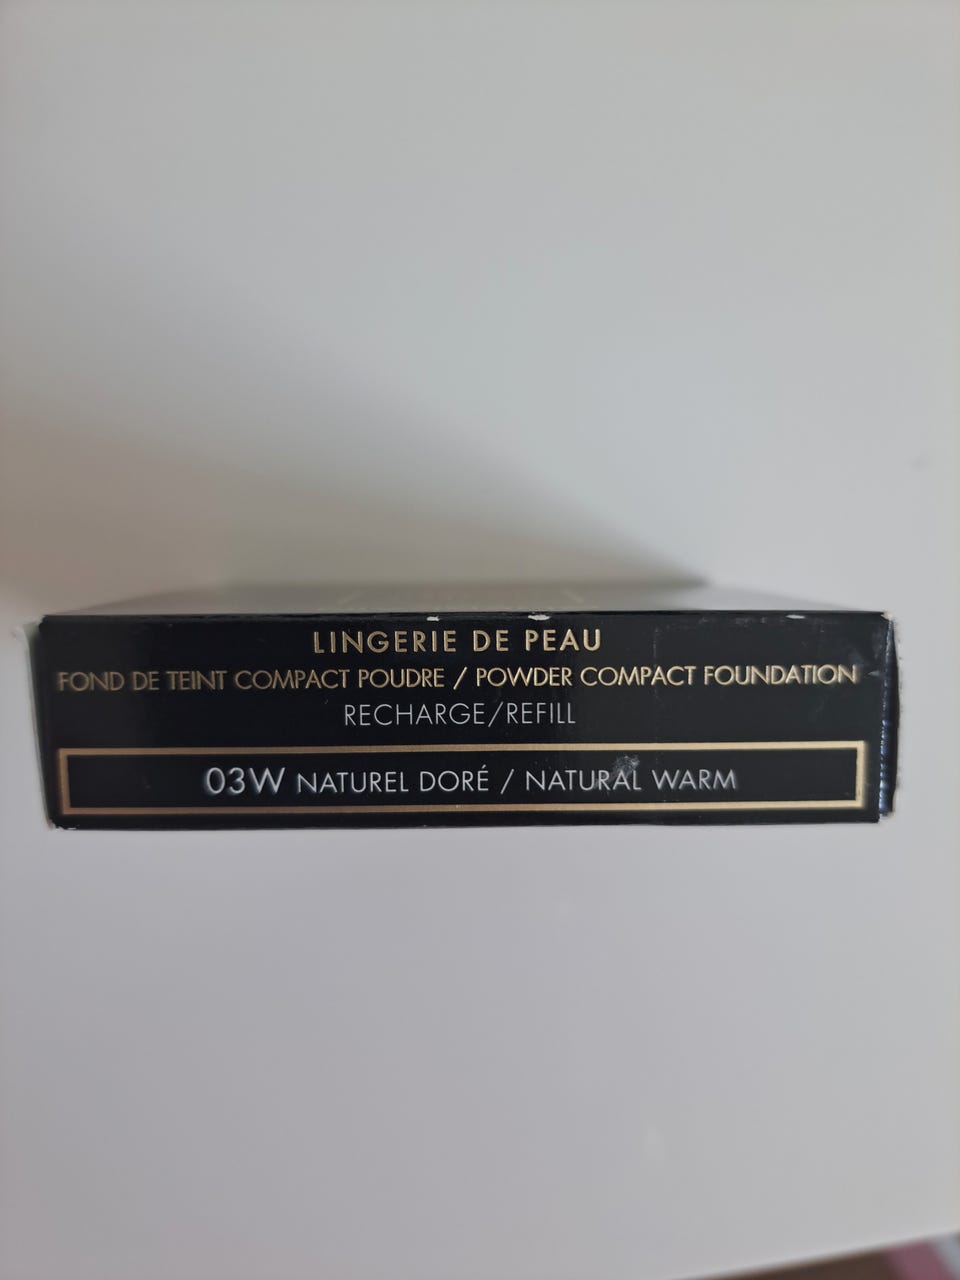 LINGERIE DE PEAU
FOND DE TEINT COMPACT POUDRE / POWDER COMPACT FOUNDATION
RECHARGE/REFILL
03W NATUREL DORÉ / NATURAL WARM